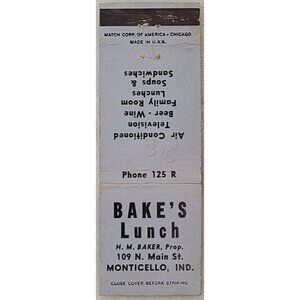 MATCH CORP. OF AMERICA • CHICAGO
MADE IN U.S.A.
Air Conditioned
Television
Beer - Wine
Family Room
Lunches
Soups &
Sandwiches
318
Phone 125 R
BAKE'S
Lunch
H. M. BAKER, Prop.
109 N. Main St.
MONTICELLO, IND.
CLOSE COVER BEFORE STRIKING